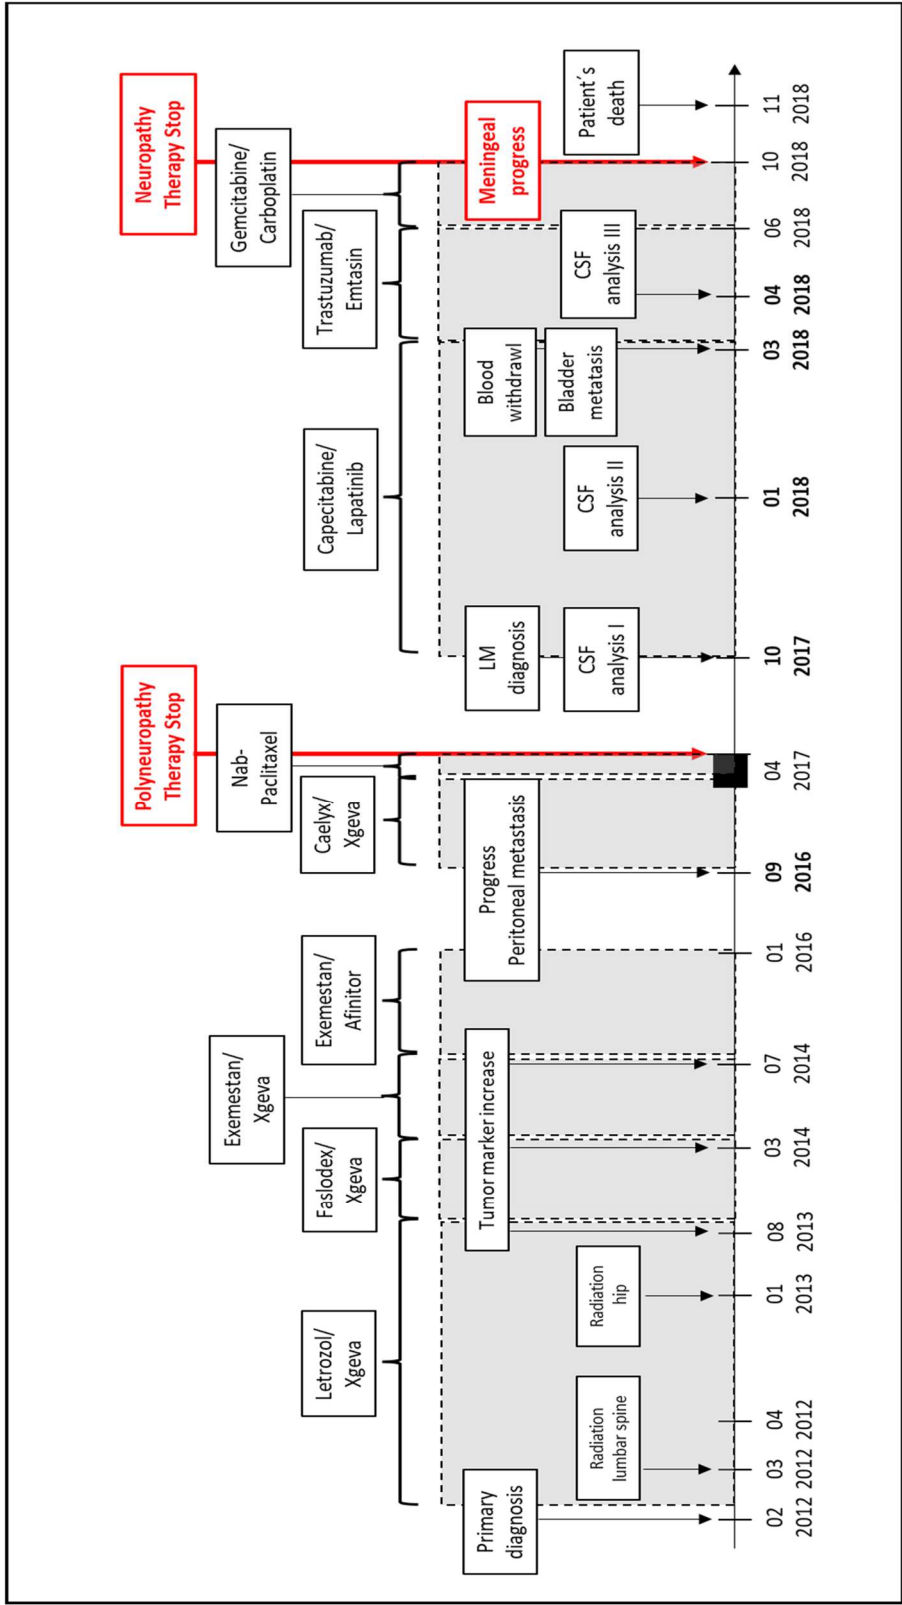 Polyneuropathy
Therapy Stop
Neuropathy
Therapy Stop
Exemestan/
Xgeva
Nab-
Paclitaxel
Gemcitabine/
Carboplatin
Letrozol/
Xgeva
Faslodex/
Xgeva
Exemestan/
Afinitor
Caelyx/
Xgeva
Capecitabine/
Lapatinib
Trastuzumab/
Emtasin
Primary
diagnosis
Tumor marker increase
Progress
Peritoneal metastasis
LM
diagnosis
Blood
withdrawl
Meningeal
progress
Bladder
metatasis
Radiation
lumbar spine
Radiation
hip
CSF
analysis I
CSF
analysis II
CSF
analysis III
Patient´s
death
02 03 04 01 08 03 07 01 09 04 10 01 03 04 06 10 11
2012 2012 2012 2013 2013 2014 2014 2016 2016 2017 2017 2018 2018 2018 2018 2018 2018